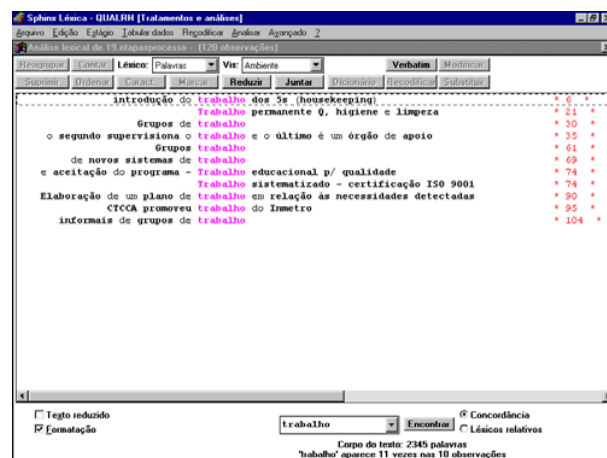 Sphinx Léxica - QUALRH [Tratamentos e análises]
Arquivo Edição Estágio Tabular dados Recodificar Analisar Avançado ?
Análise lexical de 19.etapasprocesso - (120 observações)
Reagrupar Contar Léxico: Palavras Vis: Ambiente Verbatim Modificar
Suprimir Ordenar Caract. Marcar Reduzir Juntar Dicionário Recodificar Substituir
introdução do trabalho dos 5s (housekeeping) * 6 *
Trabalho permanente Q, higiene e limpeza * 21 *
Grupos de trabalho * 30 *
o segundo supervisiona o trabalho e o último é um órgão de apoio * 35 *
Grupos trabalho * 61 *
de novos sistemas de trabalho * 69 *
e aceitação do programa - Trabalho educacional p/ qualidade * 74 *
Trabalho sistematizado - certificação IS0 9001 * 74 *
Elaboração de um plano de trabalho em relação às necessidades detectadas * 90 *
CTCCA promoveu trabalho do Inmetro * 95 *
informais de grupos de trabalho * 104 *
Texto reduzido
Formatação
trabalho Encontrar
Concordância
Léxicos relativos
Corpo do texto: 2345 palavras
'trabalho' aparece 11 vezes nas 10 observações